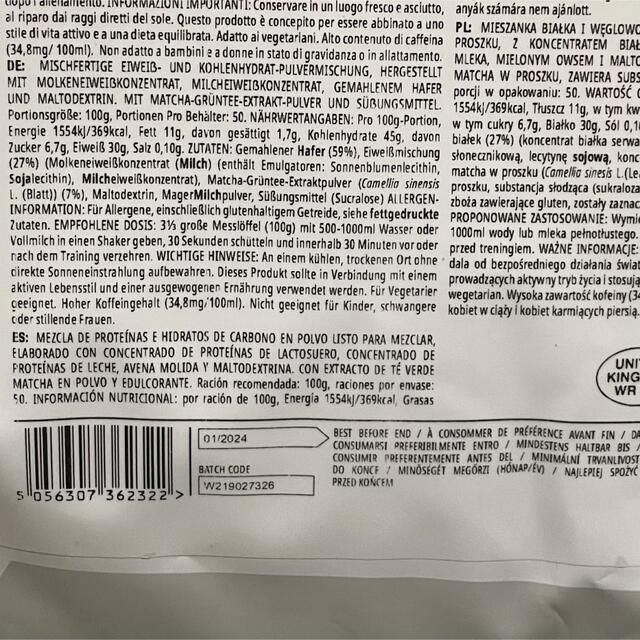 dopo l'allenamento. INFORMAZIONI IMPORTANTI: Conservare in un luogo fresco e asciutto,
al riparo dai raggi diretti del sole. Questo prodotto è concepito per essere abbinato a uno
stile di vita attivo e a una dieta equilibrata. Adatto ai vegetariani. Alto contenuto di caffeina
(34,8mg/ 100ml). Non adatto a bambini e a donne in stato di gravidanza o in allattamento.
DE: MISCHFERTIGE EIWEIß- UND KOHLENHYDRAT-PULVERMISCHUNG, HERGESTELLT
MIT MOLKENEIWEIßKONZENTRAT, MILCHEIWEIßKONZENTRAT, GEMAHLENEM HAFER
UND MALTODEXTRIN. MIT MATCHA-GRÜNTEE-EXTRAKT-PULVER UND SÜßUNGSMITTEL.
Portionsgröße: 100g, Portionen Pro Behälter: 50. NÄHRWERTANGABEN: Pro 100g-Portion,
Energie 1554kJ/369kcal, Fett 11g, davon gesättigt 1,7g, Kohlenhydrate 45g, davon
Zucker 6,7g, Eiweiß 30g, Salz 0,10g. ZUTATEN: Gemahlener Hafer (59%), Eiweißmischung
(27%) (Molkeneiweißkonzentrat (Milch) (enthält Emulgatoren: Sonnenblumenlecithin,
Sojalecithin), Milcheiweißkonzentrat), Matcha-Grüntee-Extraktpulver (Camellia sinensis
L. (Blatt)) (7%), Maltodextrin, MagerMilchpulver, Süßungsmittel (Sucralose) ALLERGEN-
INFORMATION: Für Allergene, einschließlich glutenhaltigem Getreide, siehe fettgedruckte
Zutaten. EMPFOHLENE DOSIS: 3⅓ große Messlöffel (100g) mit 500-1000ml Wasser oder
Vollmilch in einen Shaker geben, 30 Sekunden schütteln und innerhalb 30 Minuten vor oder
nach dem Training verzehren. WICHTIGE HINWEISE: An einem kühlen, trockenen Ort ohne
direkte Sonneneinstrahlung aufbewahren. Dieses Produkt sollte in Verbindung mit einem
aktiven Lebensstil und einer ausgewogenen Ernährung verwendet werden. Für Vegetarier
geeignet. Hoher Koffeingehalt (34,8mg/100ml). Nicht geeignet für Kinder, schwangere
oder stillende Frauen.
ES: MEZCLA DE PROTEÍNAS E HIDRATOS DE CARBONO EN POLVO LISTO PARA MEZCLAR,
ELABORADO CON CONCENTRADO DE PROTEÍNAS DE LACTOSUERO, CONCENTRADO DE
PROTEÍNAS DE LECHE, AVENA MOLIDA Y MALTODEXTRINA. CON EXTRACTO DE TÉ VERDE
MATCHA EN POLVO Y EDULCORANTE. Ración recomendada: 100g, raciones por envase:
50. INFORMACIÓN NUTRICIONAL: por ración de 100g, Energía 1554kJ/369kcal, Grasas
anyák számára nem ajánlott.
PL: MIESZANKA BIAŁKA I WĘGLOWO
PROSZKU, Z KONCENTRATEM BIAŁ
MLEKA, MIELONYM OWSEM I MALTO
MATCHA W PROSZKU, ZAWIERA SUBS
porcji w opakowaniu: 50. WARTOŚĆ O
1554kJ/369kcal, Tłuszcz 11g, w tym kw
w tym cukry 6,7g, Białko 30g, Sól 0,10
białek (27%) (koncentrat białka serwa
słonecznikową, lecytynę sojową, konc
matcha w proszku (Camellia sinesis L.(Le
proszku, substancja słodząca (sukraloza
zboża zawierające gluten, zostały zaznac
PROPONOWANE ZASTOSOWANIE: Wymi
1000ml wody lub mleka pełnotłustego.
przed treningiem. WAŻNE INFORMACJE:
dala od bezpośredniego działania świat
prowadzących aktywny tryb życia i stosują
wegetarian. Wysoka zawartość kofeiny (34
kobiet w ciąży i kobiet karmiących piersią.
UNIT
KING
WR
5 056307 362322 >
01/2024
BATCH CODE
W219027326
BEST BEFORE END / À CONSOMMER DE PRÉFÉRENCE AVANT FIN / DA
CONSUMARSI PREFERIBILMENTE ENTRO / MINDESTENS HALTBAR BIS /
CONSUMIR PREFERENTEMENTE ANTES DEL / MINIMÁLNÍ TRVANLIVOST
DO KONCE / MINŐSÉGÉT MEGŐRZI (HÓNAP/ÉV) / NAJLEPIEJ SPOŻYĆ
PRZED KOŃCEM